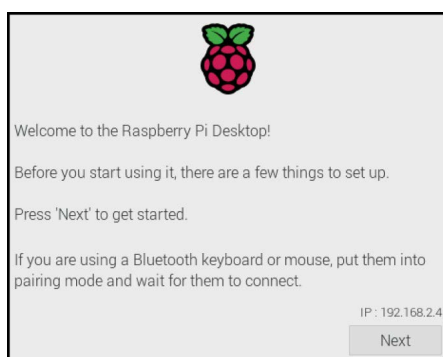 Welcome to the Raspberry Pi Desktop!
Before you start using it, there are a few things to set up.
Press 'Next' to get started.
If you are using a Bluetooth keyboard or mouse, put them into
pairing mode and wait for them to connect.
IP : 192.168.2.4
Next